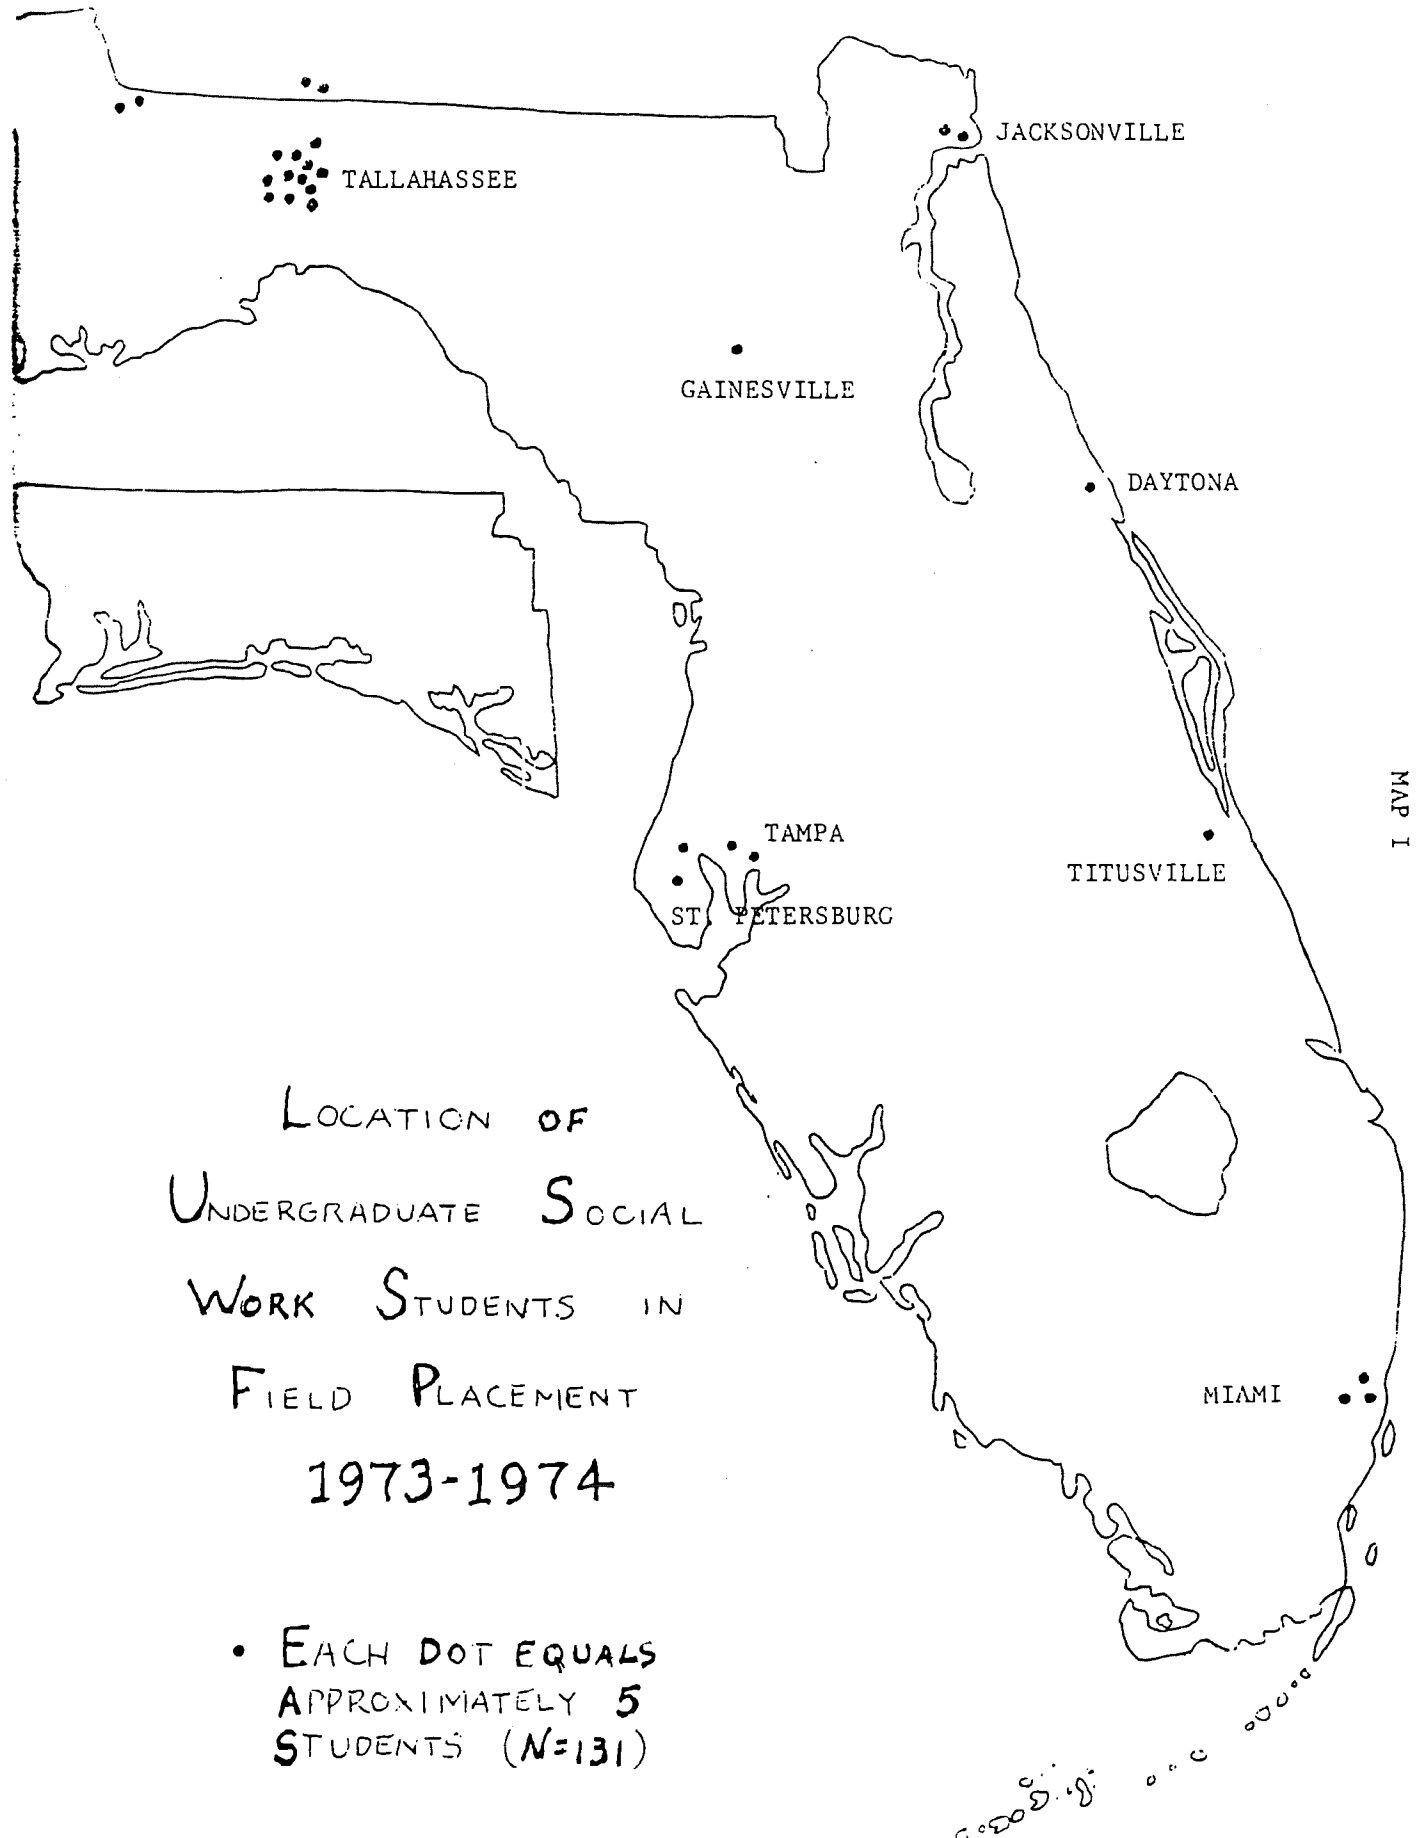 JACKSONVILLE
TALLAHASSEE
GAINESVILLE
DAYTONA
MAP I
TAMPA
TITUSVILLE
ST. PETERSBURG
LOCATION OF
UNDERGRADUATE SOCIAL
WORK STUDENTS IN
FIELD PLACEMENT
1973-1974
MIAMI
• EACH DOT EQUALS
APPROXIMATELY 5
STUDENTS (N=131)